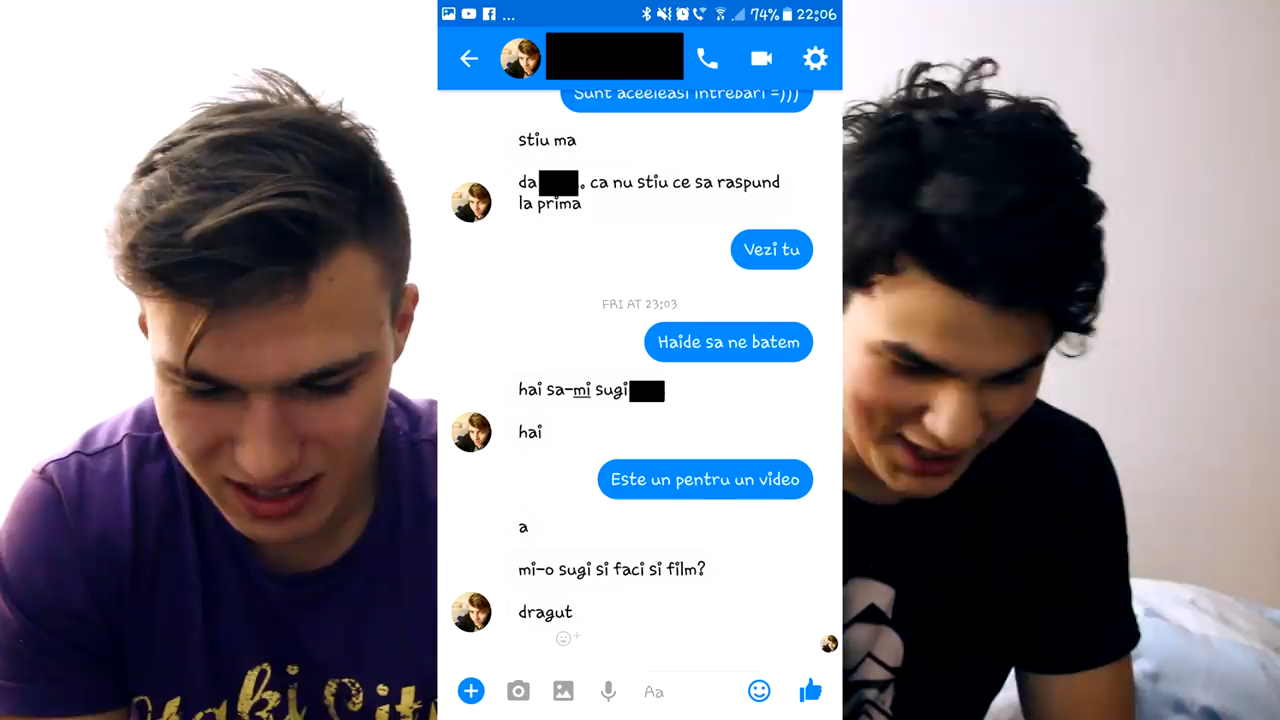 ... 74% 22:06
Sunt aceeleasi intrebari =)))
stiu ma
da . ca nu stiu ce sa raspund
la prima
Vezi tu
FRI AT 23:03
Haide sa ne batem
hai sa-mi sugi
hai
Este un pentru un video
a
mi-o sugi si faci si film?
dragut
Aa